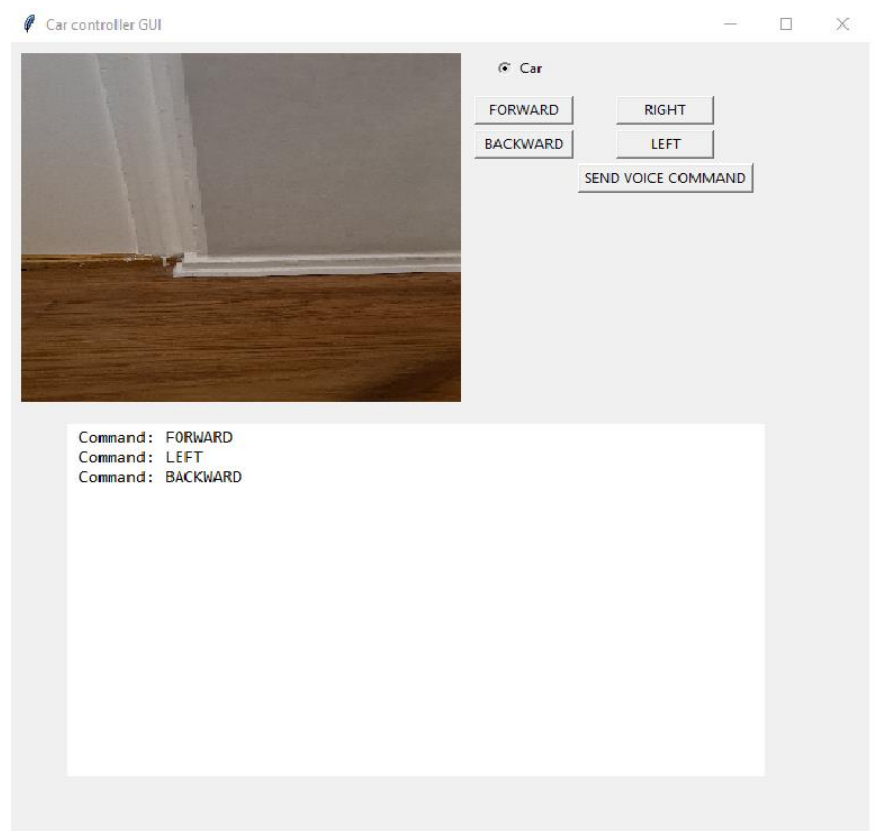 Car controller GUI
Car
FORWARD
RIGHT
BACKWARD
LEFT
SEND VOICE COMMAND
Command: FORWARD
Command: LEFT
Command: BACKWARD